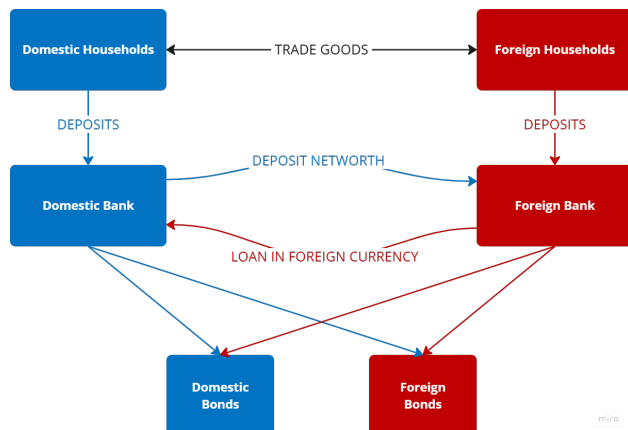 Domestic Households
TRADE GOODS
Foreign Households
DEPOSITS
DEPOSITS
DEPOSIT NETWORTH
Domestic Bank
Foreign Bank
LOAN IN FOREIGN CURRENCY
Domestic
Bonds
Foreign
Bonds
miro